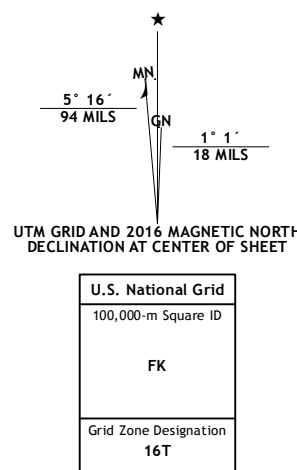 ★
MN.
GN
5° 16´
94 MILS
1° 1´
18 MILS
UTM GRID AND 2016 MAGNETIC NORTH
DECLINATION AT CENTER OF SHEET
U.S. National Grid
100,000-m Square ID
FK
Grid Zone Designation
16T